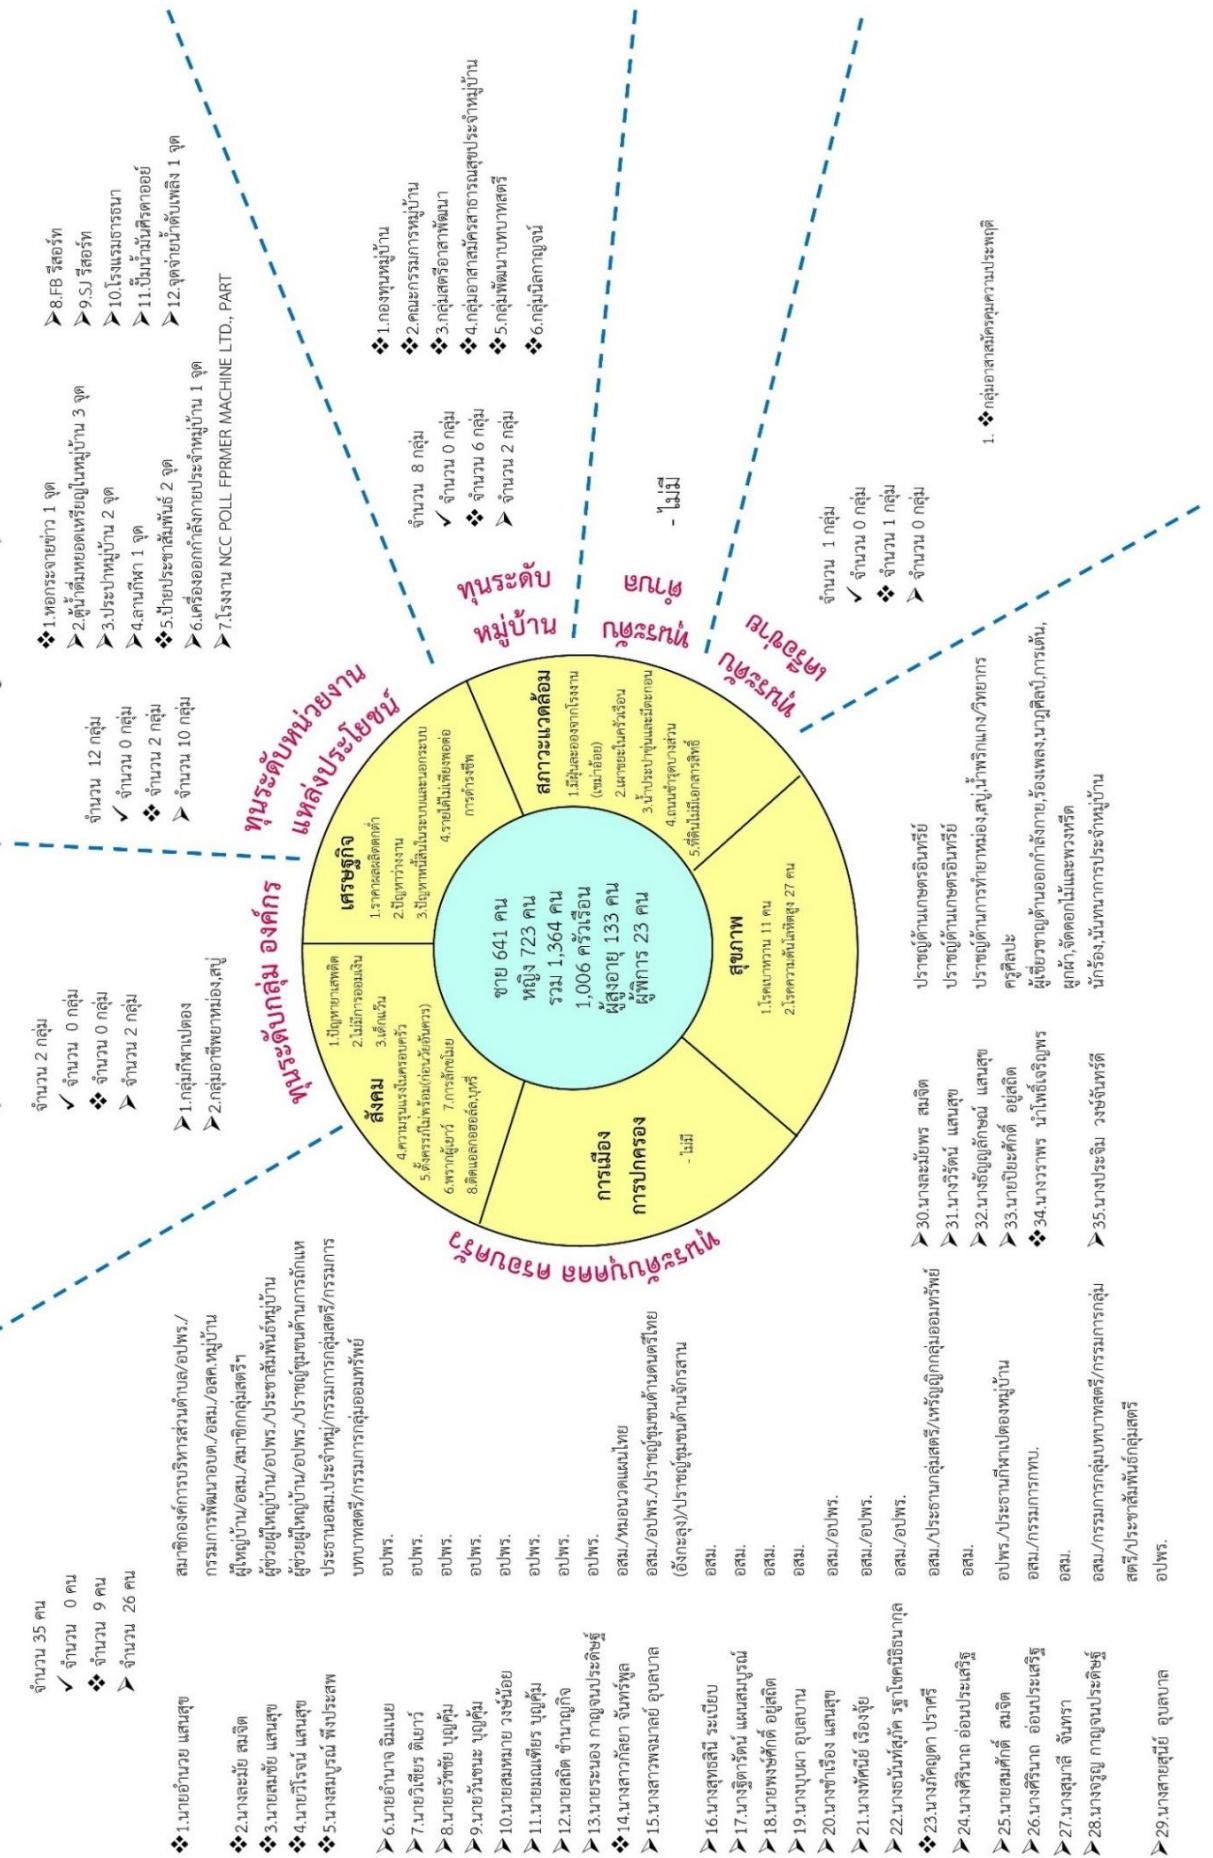 จำนวน 35 คน
✓ จำนวน 0 คน
❖ จำนวน 9 คน
➢ จำนวน 26 คน
❖1.นายอำนวย แสนสุข
สมาชิกองค์การบริหารส่วนตำบล/อปพร./
กรรมการพัฒนาอบต./อสม./อสค.หมู่บ้าน
❖2.นางละมัย สมจิต
ผู้ใหญ่บ้าน/อสม./สมาชิกกลุ่มสตรีฯ
❖3.นายสมชัย แสนสุข
ผู้ช่วยผู้ใหญ่บ้าน/อปพร./ประชาสัมพันธ์หมู่บ้าน
❖4.นายวิโรจน์ แสนสุข
ผู้ช่วยผู้ใหญ่บ้าน/อปพร./ปราชญ์ชุมชนด้านการถักแห
❖5.นางสมบูรณ์ พึ่งประสพ
ประธานอสม.ประจำหมู่/กรรมการกลุ่มสตรี/กรรมการ
บทบาทสตรี/กรรมการกลุ่มออมทรัพย์
➢6.นายอำนาจ ฉิมเนย
อปพร.
➢7.นายวิเชียร ติเยาว์
อปพร.
➢8.นายธวัชชัย บุญคุ้ม
อปพร.
➢9.นายวันชนะ บุญคุ้ม
อปพร.
➢10.นายสมหมาย วงษ์น้อย
อปพร.
➢11.นายมณเฑียร บุญคุ้ม
อปพร.
➢12.นายสถิต ชำนาญกิจ
อปพร.
➢13.นายระนอง กาญจนประดิษฐ์
อปพร.
❖14.นางสาวกัลยา จันทร์พูล
อสม./หมอนวดแผนไทย
➢15.นางสาวพจมาลย์ อุบลบาล
อสม./อปพร./ปราชญ์ชุมชนด้านดนตรีไทย
(อังกะลุง)/ปราชญ์ชุมชนด้านจักรสาน
➢16.นางสุทธสินี ระเบียบ
อสม.
➢17.นางฐิตารัตน์ แผนสมบูรณ์
อสม.
➢18.นายพงษ์ศักดิ์ อยู่สถิต
อสม.
➢19.นางบุบผา อุบลบาน
อสม.
➢20.นางชำเรือง แสนสุข
อสม./อปพร.
➢21.นางทัศนีย์ เรืองจุ้ย
อสม./อปพร.
➢22.นางธนันท์สุภัค รฐาโชคนิธิธนากุล
อสม./อปพร.
❖23.นางภัคญดา ปราศรี
อสม./ประธานกลุ่มสตรี/เหรัญญิกกลุ่มออมทรัพย์
➢24.นางศิรินาถ อ่อนประเสริฐ
อสม.
➢25.นายสมศักดิ์ สมจิต
อปพร./ประธานกีฬาเปตองหมู่บ้าน
➢26.นางศิรินาถ อ่อนประเสริฐ
อสม./กรรมการกทบ.
➢27.นางสุมาลี จันทรา
อสม.
➢28.นางจรูญ กาญจนประดิษฐ์
อสม./กรรมการกลุ่มบทบาทสตรี/กรรมการกลุ่ม
สตรี/ประชาสัมพันธ์กลุ่มสตรี
➢29.นางสายสุนีย์ อุบลบาล
อปพร.
➢30.นางละมัยพร สมจิต
ปราชญ์ด้านเกษตรอินทรีย์
➢31.นางวิรัตน์ แสนสุข
ปราชญ์ด้านเกษตรอินทรีย์
➢32.นางธัญญลักษณ์ แสนสุข
ปราชญ์ด้านการทำยาหม่อง,สบู่,น้ำพริกแกง/วิทยากร
➢33.นายปิยะศักดิ์ อยู่สถิต
ครูศิลปะ
❖34.นางวราพร นำโพธิ์เจริญพร
ผู้เชี่ยวชาญด้านออกกำลังกาย,ร้องเพลง,นาฏศิลป์,การเต้น,
ผูกผ้า,จัดดอกไม้และพวงหรีด
➢35.นางประจิม วงษ์จันทร์ดี
นักร้อง,นันทนาการประจำหมู่บ้าน
ทุนระดับบุคคล ครอบครัว
จำนวน 2 กลุ่ม
✓ จำนวน 0 กลุ่ม
❖ จำนวน 0 กลุ่ม
➢ จำนวน 2 กลุ่ม
➢1.กลุ่มกีฬาเปตอง
➢2.กลุ่มอาชีพยาหม่อง,สบู่
ทุนระดับกลุ่ม องค์กร
จำนวน 12 กลุ่ม
✓ จำนวน 0 กลุ่ม
❖ จำนวน 2 กลุ่ม
➢ จำนวน 10 กลุ่ม
❖1.หอกระจายข่าว 1 จุด
➢2.ตู้น้ำดื่มหยอดเหรียญในหมู่บ้าน 3 จุด
➢3.ประปาหมู่บ้าน 2 จุด
➢4.ลานกีฬา 1 จุด
❖5.ป้ายประชาสัมพันธ์ 2 จุด
➢6.เครื่องออกกำลังกายประจำหมู่บ้าน 1 จุด
➢7.โรงงาน NCC POLL FPRMER MACHINE LTD., PART
➢8.FB รีสอร์ท
➢9.SJ รีสอร์ท
➢10.โรงแรมธารธนา
➢11.ปั๊มน้ำมันศิรดาออย์
➢12.จุดจ่ายน้ำดับเพลิง 1 จุด
ทุนระดับหน่วยงาน
แหล่งประโยชน์
จำนวน 8 กลุ่ม
✓ จำนวน 0 กลุ่ม
❖ จำนวน 6 กลุ่ม
➢ จำนวน 2 กลุ่ม
❖1.กองทุนหมู่บ้าน
❖2.คณะกรรมการหมู่บ้าน
❖3.กลุ่มสตรีอาสาพัฒนา
❖4.กลุ่มอาสาสมัครสาธารณสุขประจำหมู่บ้าน
❖5.กลุ่มพัฒนาบทบาทสตรี
❖6.กลุ่มนิลกาญจน์
ทุนระดับ
หมู่บ้าน
ทุนระดับ
ตำบล
- ไม่มี
ทุนระดับ
เครือข่าย
จำนวน 1 กลุ่ม
✓ จำนวน 0 กลุ่ม
❖ จำนวน 1 กลุ่ม
➢ จำนวน 0 กลุ่ม
1. ❖กลุ่มอาสาสมัครคุมความประพฤติ
สังคม
1.ปัญหายาเสพติด
2.ไม่มีการออมเงิน
3.เด็กแว๊น
4.ความรุนแรงในครอบครัว
5.ตั้งครรภ์ไม่พร้อม(ก่อนวัยอันควร)
6.พรากผู้เยาว์ 7.การลักขโมย
8.ติดแอลกอฮอล์ล,บุหรี่
เศรษฐกิจ
1.ราคาผลผลิตตกต่ำ
2.ปัญหาว่างงาน
3.ปัญหาหนี้สินในระบบและนอกระบบ
4.รายได้ไม่เพียงพอต่อ
การดำรงชีพ
สภาวะแวดล้อม
1.มีฝุ่นละอองจากโรงงาน
(เขม่าอ้อย)
2.เผาขยะในครัวเรือน
3.น้ำประปาขุ่นและมีตะกอน
4.ถนนชำรุดบางส่วน
5.ที่ดินไม่มีเอกสารสิทธิ์
สุขภาพ
1.โรคเบาหวาน 11 คน
2.โรคความดันโลหิตสูง 27 คน
การเมือง
การปกครอง
- ไม่มี
ชาย 641 คน
หญิง 723 คน
รวม 1,364 คน
1,006 ครัวเรือน
ผู้สูงอายุ 133 คน
ผู้พิการ 23 คน